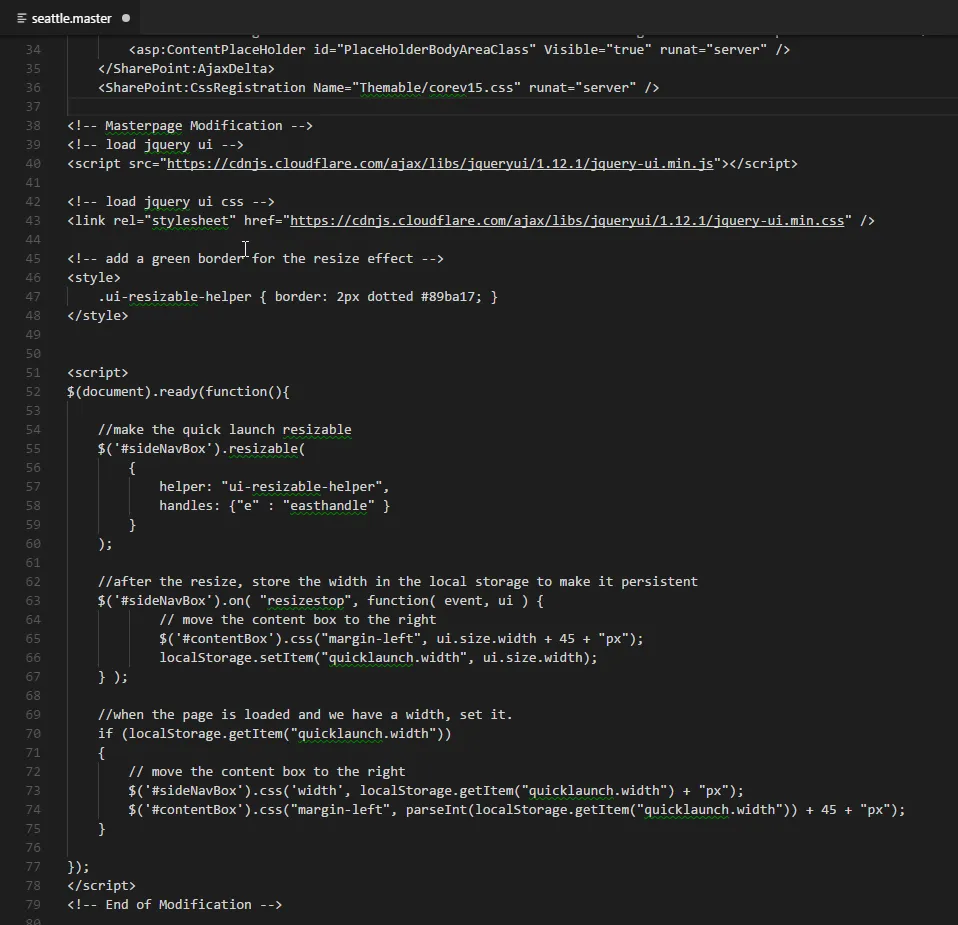 seattle.master
34 <asp:ContentPlaceHolder id="PlaceHolderBodyAreaClass" Visible="true" runat="server" />
35 </SharePoint:AjaxDelta>
36 <SharePoint:CssRegistration Name="Themable/corev15.css" runat="server" />
37
38 <!-- Masterpage Modification -->
39 <!-- load jquery ui -->
40 <script src="https://cdnjs.cloudflare.com/ajax/libs/jqueryui/1.12.1/jquery-ui.min.js"></script>
41
42 <!-- load jquery ui css -->
43 <link rel="stylesheet" href="https://cdnjs.cloudflare.com/ajax/libs/jqueryui/1.12.1/jquery-ui.min.css" />
44
45 <!-- add a green border for the resize effect -->
46 <style>
47 .ui-resizable-helper { border: 2px dotted #89ba17; }
48 </style>
49
50
51 <script>
52 $(document).ready(function(){
53
54 //make the quick launch resizable
55 $('#sideNavBox').resizable(
56 {
57 helper: "ui-resizable-helper",
58 handles: {"e" : "easthandle" }
59 }
60 );
61
62 //after the resize, store the width in the local storage to make it persistent
63 $('#sideNavBox').on( "resizestop", function( event, ui ) {
64 // move the content box to the right
65 $('#contentBox').css("margin-left", ui.size.width + 45 + "px");
66 localStorage.setItem("quicklaunch.width", ui.size.width);
67 } );
68
69 //when the page is loaded and we have a width, set it.
70 if (localStorage.getItem("quicklaunch.width"))
71 {
72 // move the content box to the right
73 $('#sideNavBox').css('width', localStorage.getItem("quicklaunch.width") + "px");
74 $('#contentBox').css("margin-left", parseInt(localStorage.getItem("quicklaunch.width")) + 45 + "px");
75 }
76
77 });
78 </script>
79 <!-- End of Modification -->
80